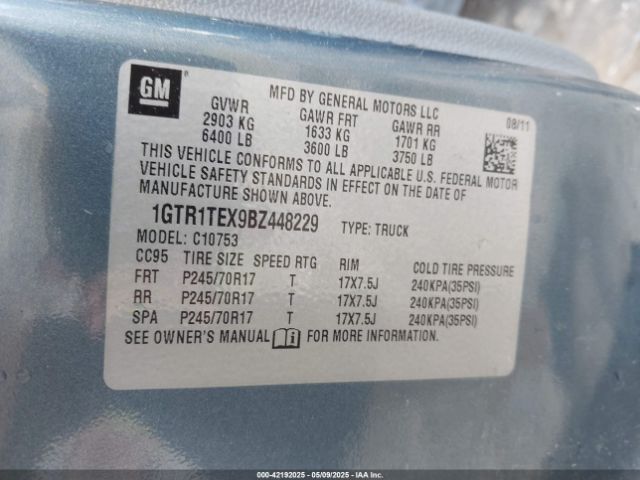 GM
MFD BY GENERAL MOTORS LLC
08/11
GVWR GAWR FRT GAWR RR
2903 KG 1633 KG 1701 KG
6400 LB 3600 LB 3750 LB
THIS VEHICLE CONFORMS TO ALL APPLICABLE U.S. FEDERAL MOTOR
VEHICLE SAFETY STANDARDS IN EFFECT ON THE DATE OF
MANUFACTURE SHOWN ABOVE.
1GTR1TEX9BZ448229 TYPE: TRUCK
MODEL: C10753
CC95 TIRE SIZE SPEED RTG RIM COLD TIRE PRESSURE
FRT P245/70R17 T 17X7.5J 240KPA(35PSI)
RR P245/70R17 T 17X7.5J 240KPA(35PSI)
SPA P245/70R17 T 17X7.5J 240KPA(35PSI)
SEE OWNER'S MANUAL FOR MORE INFORMATION.
000-42192025 - 05/09/2025 - IAAI.COM